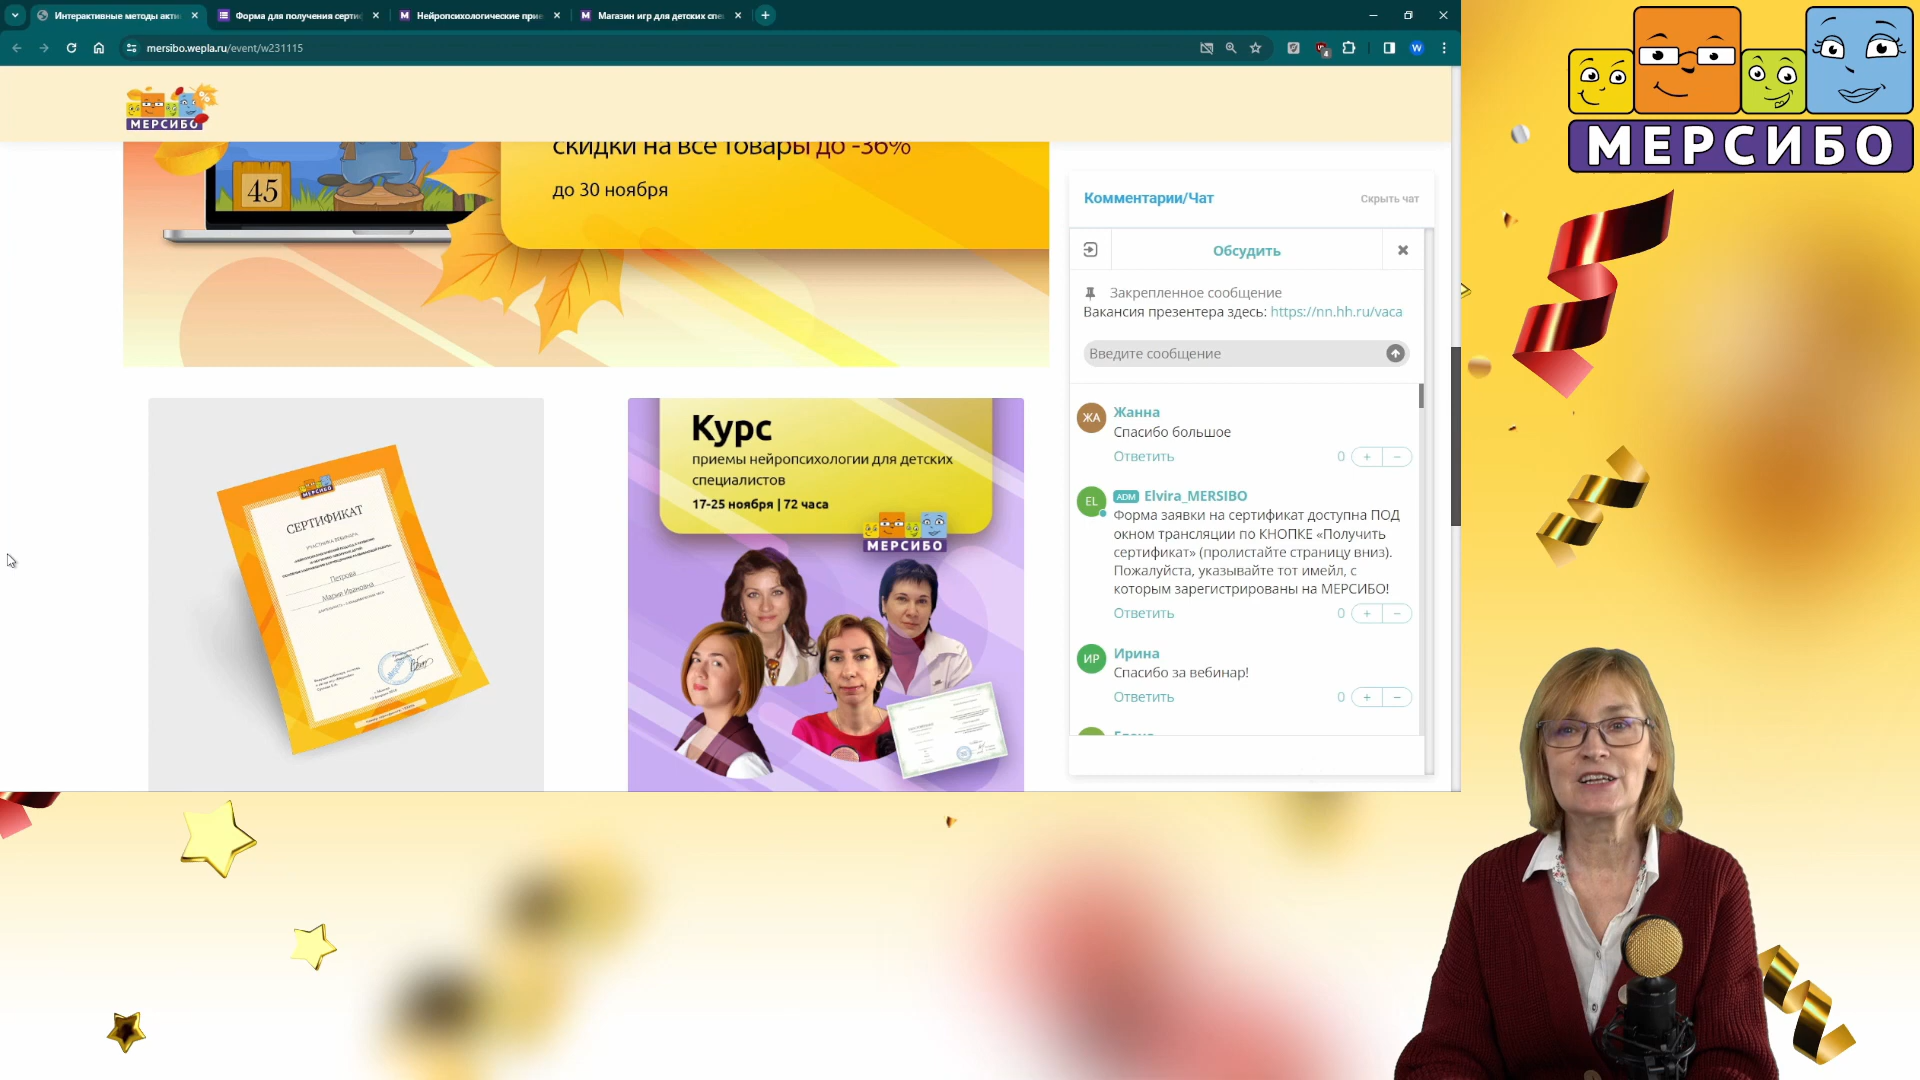 Интерактивные методы акти
Форма для получения серти
Нейропсихологические прие
Магазин игр для детских спе
mersibo.wepla.ru/event/w231115
МЕРСИБО
МЕРСИБО
скидки на все товары до -36%
до 30 ноября
45
Комментарии/Чат
Скрыть чат
Обсудить
Закрепленное сообщение
Вакансия презентера здесь: https://nn.hh.ru/vaca
Введите сообщение
ЖА
Жанна
Спасибо большое
Ответить
0
+
−
EL
ADM Elvira_MERSIBO
Форма заявки на сертификат доступна ПОД
окном трансляции по КНОПКЕ «Получить
сертификат» (пролистайте страницу вниз).
Пожалуйста, указывайте тот имейл, с
которым зарегистрированы на МЕРСИБО!
Ответить
0
+
−
ИР
Ирина
Спасибо за вебинар!
Ответить
0
+
−
МЕРСИБО
СЕРТИФИКАТ
Петрова
Мария Ивановна
Курс
приемы нейропсихологии для детских
специалистов
17-25 ноября | 72 часа
МЕРСИБО